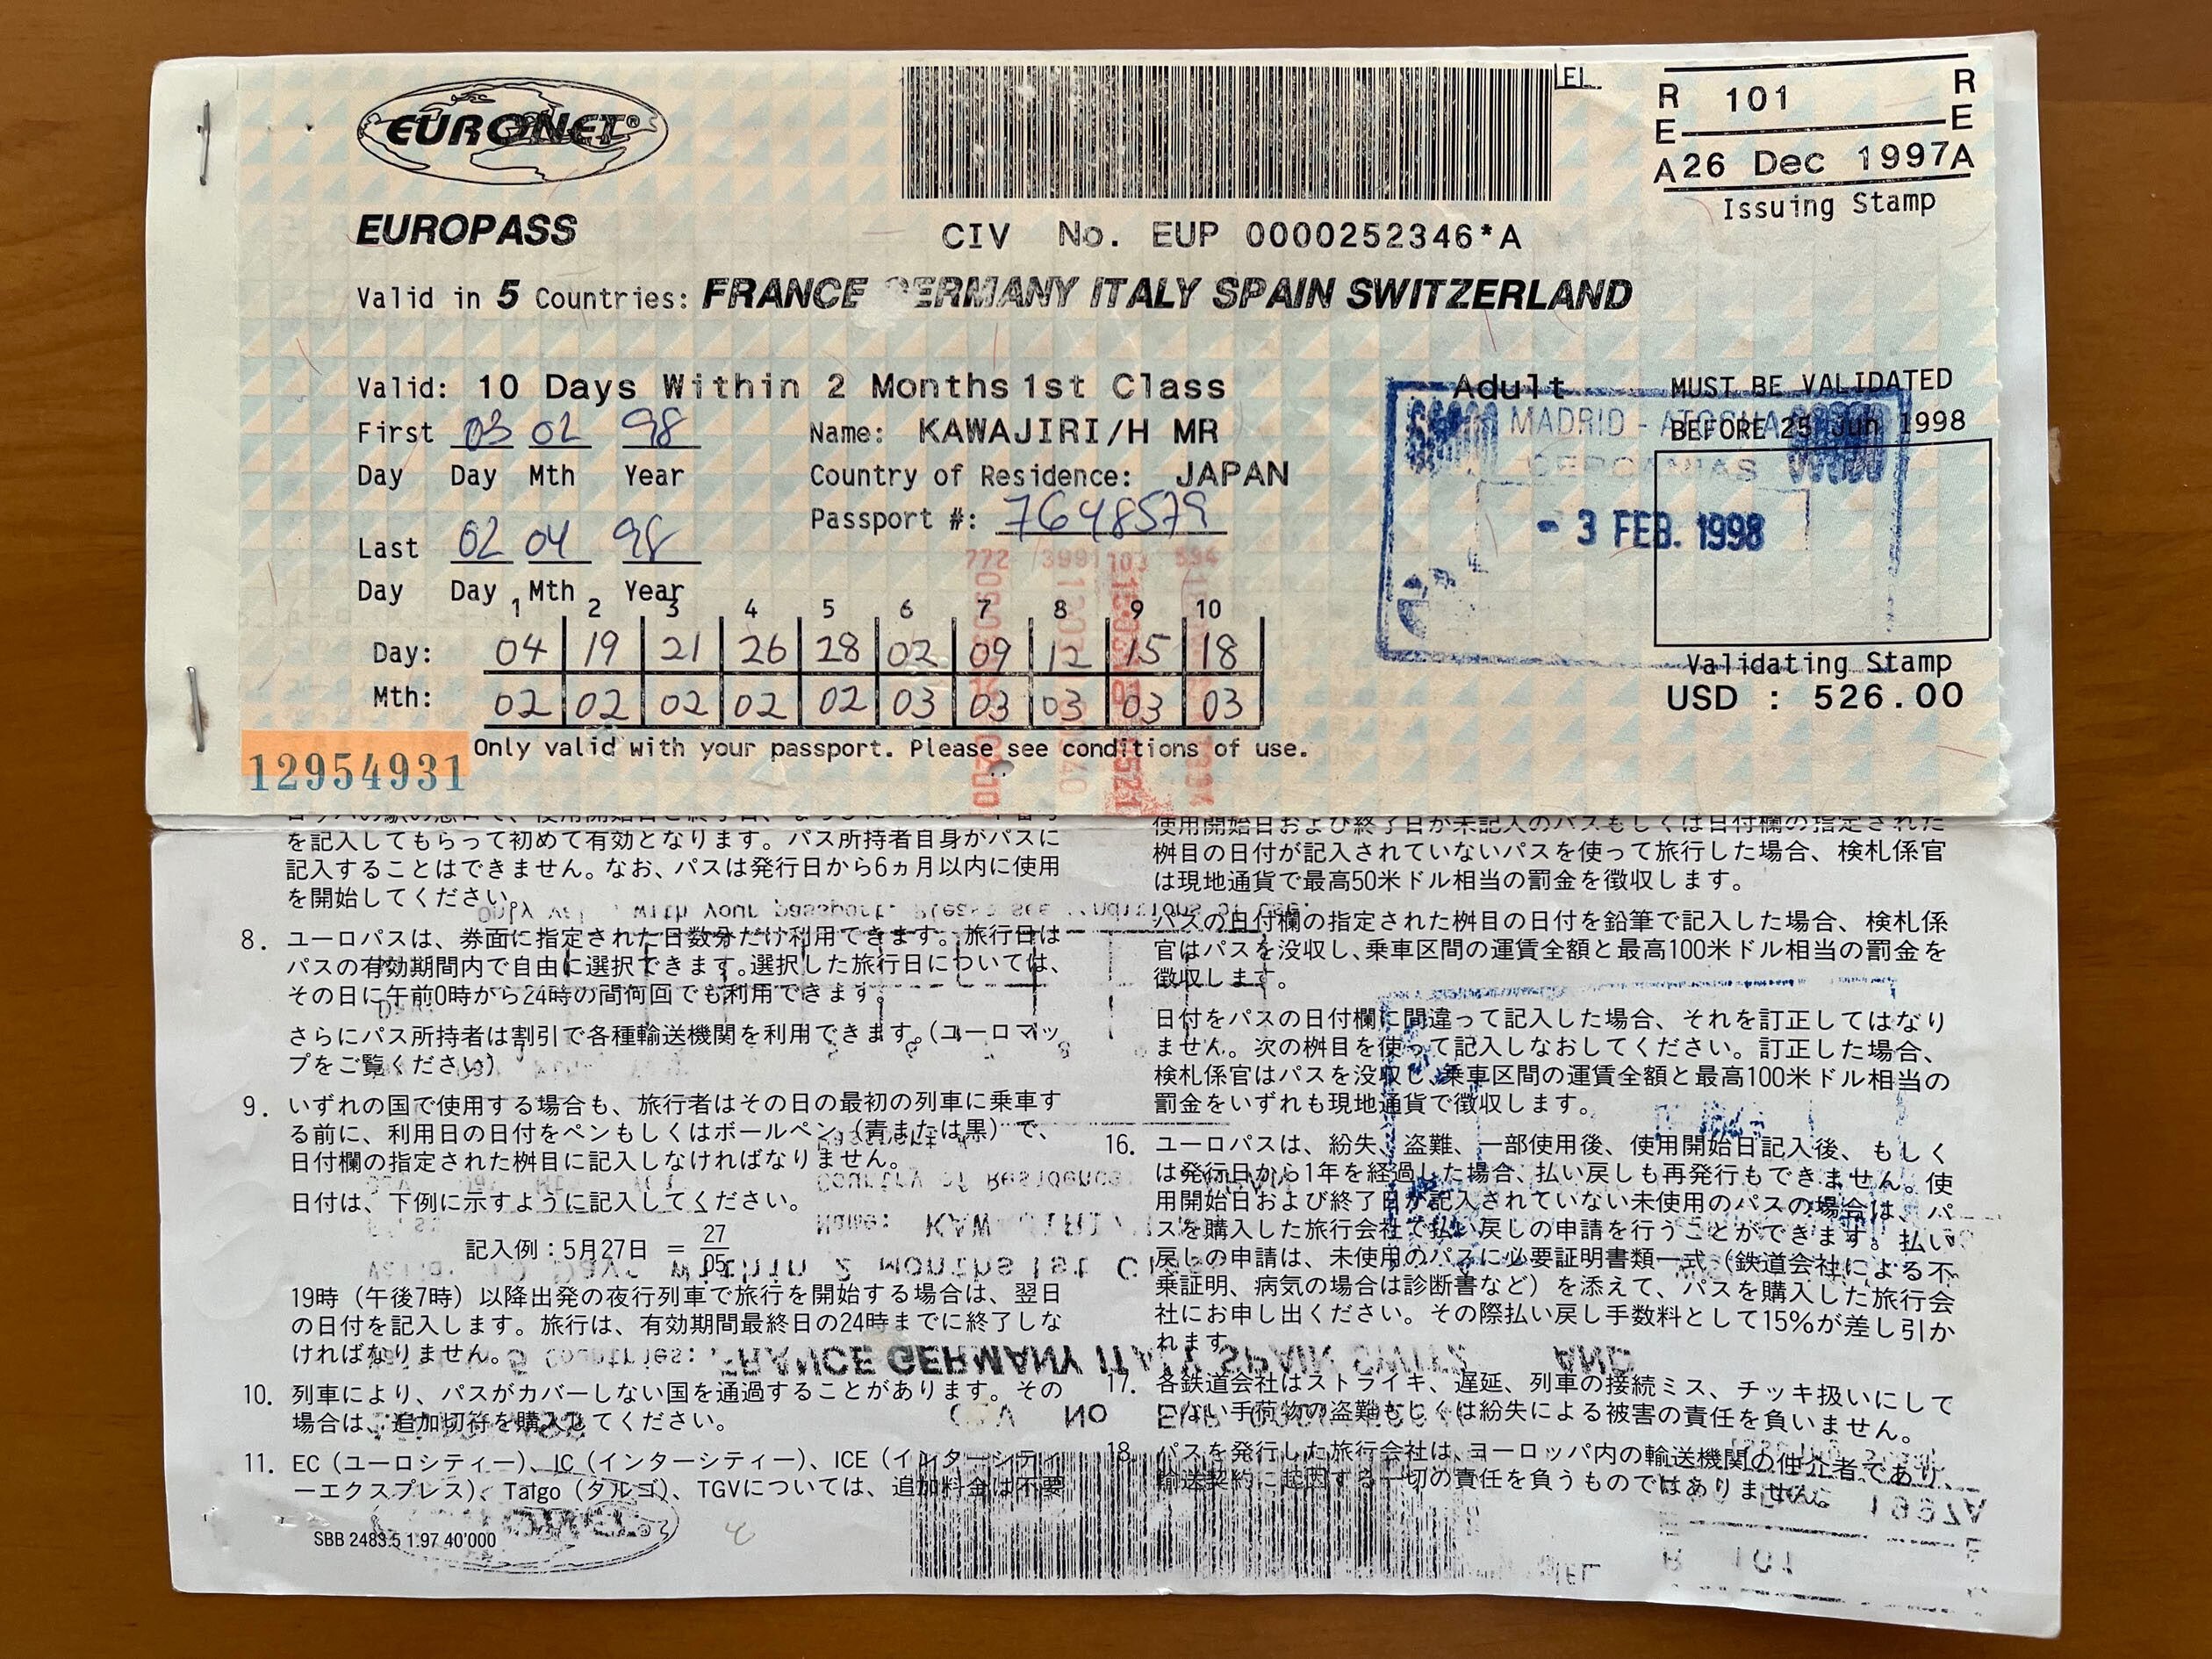 EURONET®
EL
R 101 R
E E
A 26 Dec 1997 A
Issuing Stamp
EUROPASS
CIV No. EUP 0000252346*A
Valid in 5 Countries: FRANCE GERMANY ITALY SPAIN SWITZERLAND
Valid: 10 Days Within 2 Months 1st Class
Adult
MUST BE VALIDATED
BEFORE 25 Jun 1998
First 03 02 98
Day Day Mth Year
Name: KAWAJIRI/H MR
Country of Residence: JAPAN
Passport #: 7648579
MADRID - ATOCHA
CERCANIAS
- 3 FEB. 1998
Last 02 04 98
Day Day Mth Year
1 2 3 4 5 6 7 8 9 10
Day: 04 19 21 26 28 02 09 12 15 18
Mth: 02 02 02 02 02 03 03 03 03 03
Validating Stamp
USD : 526.00
Only valid with your passport. Please see conditions of use.
12954931
を記入してもらって初めて有効となります。パス所持者自身がパスに
記入することはできません。なお、パスは発行日から6ヵ月以内に使用
を開始してください。
8. ユーロパスは、券面に指定された日数分だけ利用できます。旅行日は
パスの有効期間内で自由に選択できます。選択した旅行日については、
その日に午前0時から24時の間何回でも利用できます。
さらにパス所持者は割引で各種輸送機関を利用できます。(ユーロマッ
プをご覧ください)
9. いずれの国で使用する場合も、旅行者はその日の最初の列車に乗車す
る前に、利用日の日付をペンもしくはボールペン(青または黒)で、
日付欄の指定された桝目に記入しなければなりません。
日付は、下例に示すように記入してください。
記入例:5月27日 = 27
05
19時(午後7時)以降出発の夜行列車で旅行を開始する場合は、翌日
の日付を記入します。旅行は、有効期間最終日の24時までに終了しな
ければなりません。
10. 列車により、パスがカバーしない国を通過することがあります。その
場合は、追加切符を購入してください。
11. EC(ユーロシティー)、IC(インターシティー)、ICE(インターシティ
ーエクスプレス)、Talgo(タルゴ)、TGVについては、追加料金は不要
SBB 2483.5 1.97 40'000
使用開始日および終了日が未記入のパスもしくは日付欄の指定された
桝目の日付が記入されていないパスを使って旅行した場合、検札係官
は現地通貨で最高50米ドル相当の罰金を徴収します。
パスの日付欄の指定された桝目の日付を鉛筆で記入した場合、検札係
官はパスを没収し、乗車区間の運賃全額と最高100米ドル相当の罰金を
徴収します。
日付をパスの日付欄に間違って記入した場合、それを訂正してはなり
ません。次の桝目を使って記入しなおしてください。訂正した場合、
検札係官はパスを没収し、乗車区間の運賃全額と最高100米ドル相当の
罰金をいずれも現地通貨で徴収します。
16. ユーロパスは、紛失、盗難、一部使用後、使用開始日記入後、もしく
は発行日から1年を経過した場合、払い戻しも再発行もできません。使
用開始日および終了日が記入されていない未使用のパスの場合は、パ
スを購入した旅行会社で払い戻しの申請を行うことができます。払い
戻しの申請は、未使用のパスに必要証明書類一式(鉄道会社による不
乗証明、病気の場合は診断書など)を添えて、パスを購入した旅行会
社にお申し出ください。その際払い戻し手数料として15%が差し引か
れます。
17. 各鉄道会社はストライキ、遅延、列車の接続ミス、チッキ扱いにして
いない手荷物の盗難もしくは紛失による被害の責任を負いません。
18. パスを発行した旅行会社は、ヨーロッパ内の輸送機関の仲介者であり、
輸送契約に起因する一切の責任を負うものではありません。